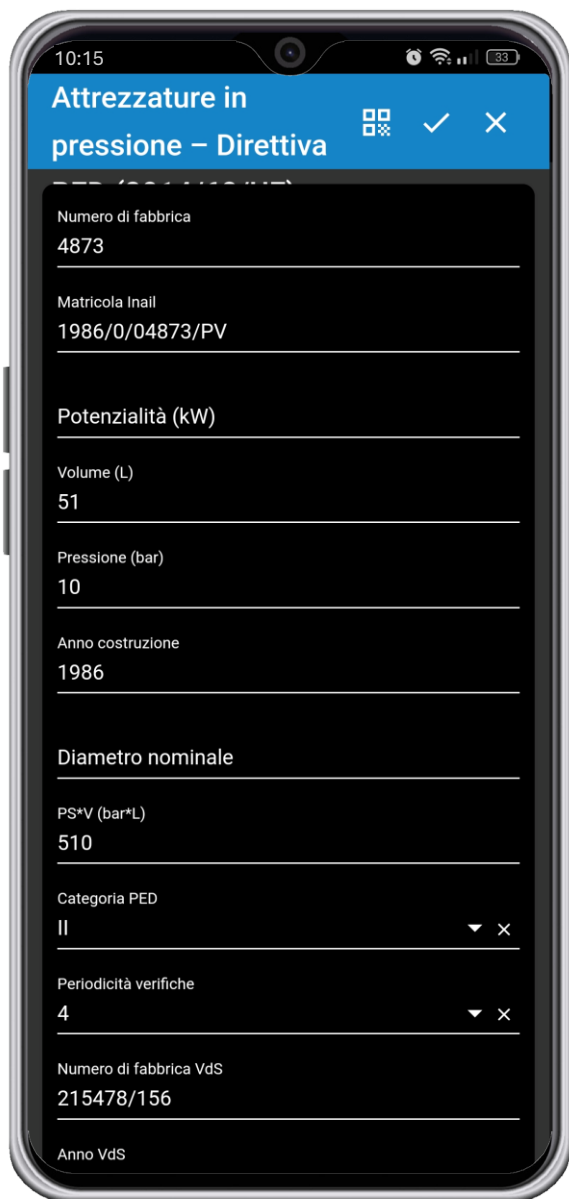 10:15
33
Attrezzature in
pressione – Direttiva
Numero di fabbrica
4873
Matricola Inail
1986/0/04873/PV
Potenzialità (kW)
Volume (L)
51
Pressione (bar)
10
Anno costruzione
1986
Diametro nominale
PS*V (bar*L)
510
Categoria PED
II
Periodicità verifiche
4
Numero di fabbrica VdS
215478/156
Anno VdS